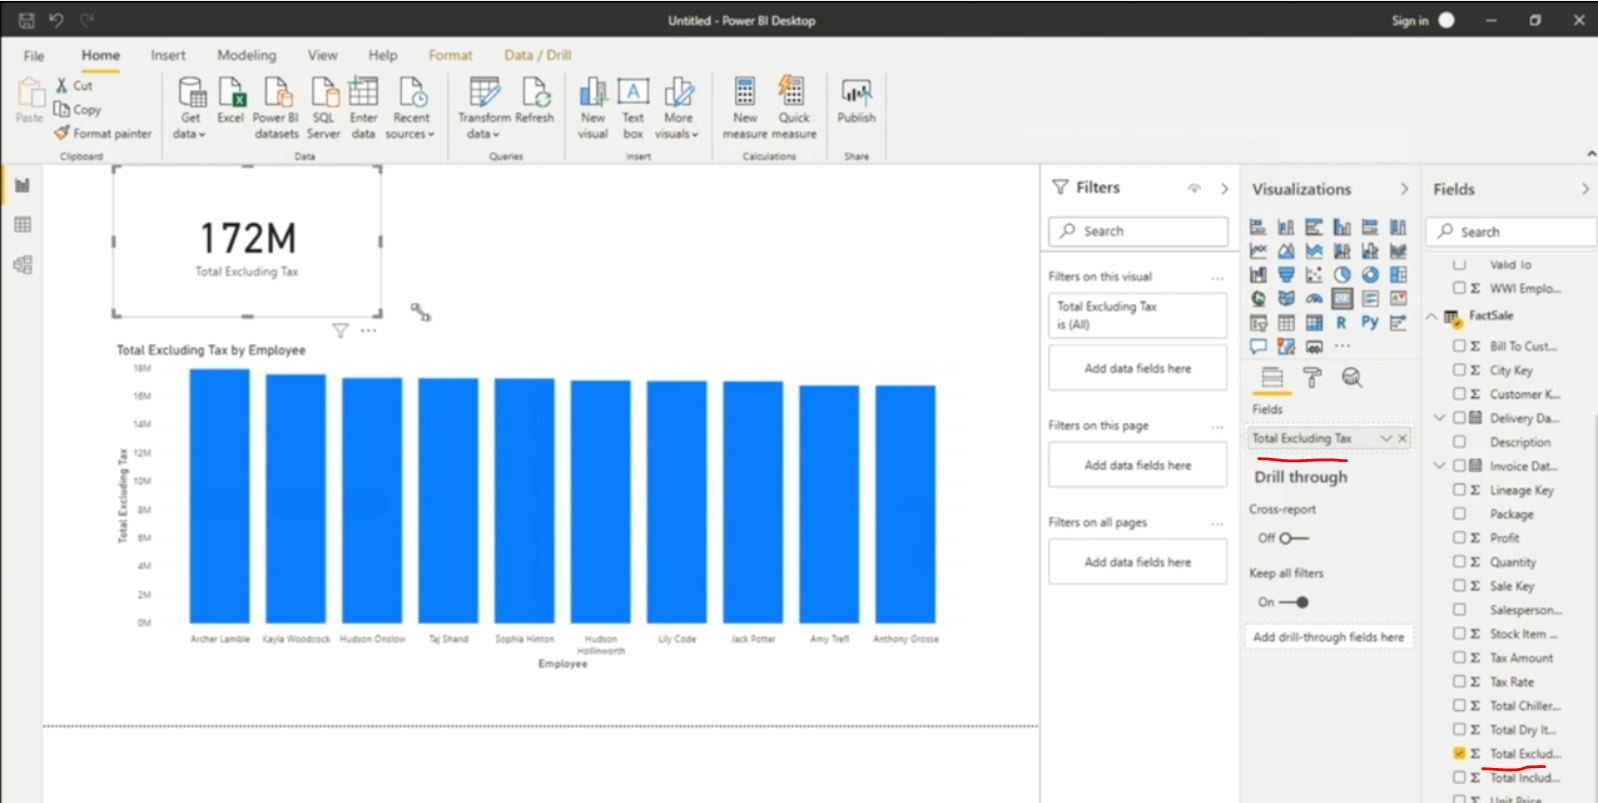 Untitled - Power BI Desktop
Sign in
File Home Insert Modeling View Help Format Data / Drill
Paste
Cut
Copy
Format painter
Clipboard
Get data
Excel
Power BI datasets
SQL Server
Enter data
Recent sources
Data
Transform data
Refresh
Queries
New visual
Text box
More visuals
Insert
New measure
Quick measure
Calculations
Publish
Share
172M
Total Excluding Tax
Total Excluding Tax by Employee
Total Excluding Tax
18M
16M
14M
12M
10M
8M
6M
4M
2M
0M
Archer Lamble
Kayla Woodcock
Hudson Onslow
Taj Shand
Sophia Hinton
Hudson Hollinworth
Lily Code
Jack Potter
Amy Trefl
Anthony Grosse
Employee
Filters
Search
Filters on this visual ...
Total Excluding Tax
is (All)
Add data fields here
Filters on this page ...
Add data fields here
Filters on all pages ...
Add data fields here
Visualizations
R
Py
...
Fields
Total Excluding Tax
Drill through
Cross-report
Off
Keep all filters
On
Add drill-through fields here
Fields
Search
Valid To
Σ WWI Emplo...
FactSale
Σ Bill To Cust...
Σ City Key
Σ Customer K...
Delivery Da...
Description
Invoice Dat...
Σ Lineage Key
Package
Σ Profit
Σ Quantity
Σ Sale Key
Salesperson...
Σ Stock Item ...
Σ Tax Amount
Σ Tax Rate
Σ Total Chiller...
Σ Total Dry It...
Σ Total Exclud...
Σ Total Includ...
Σ Unit Price